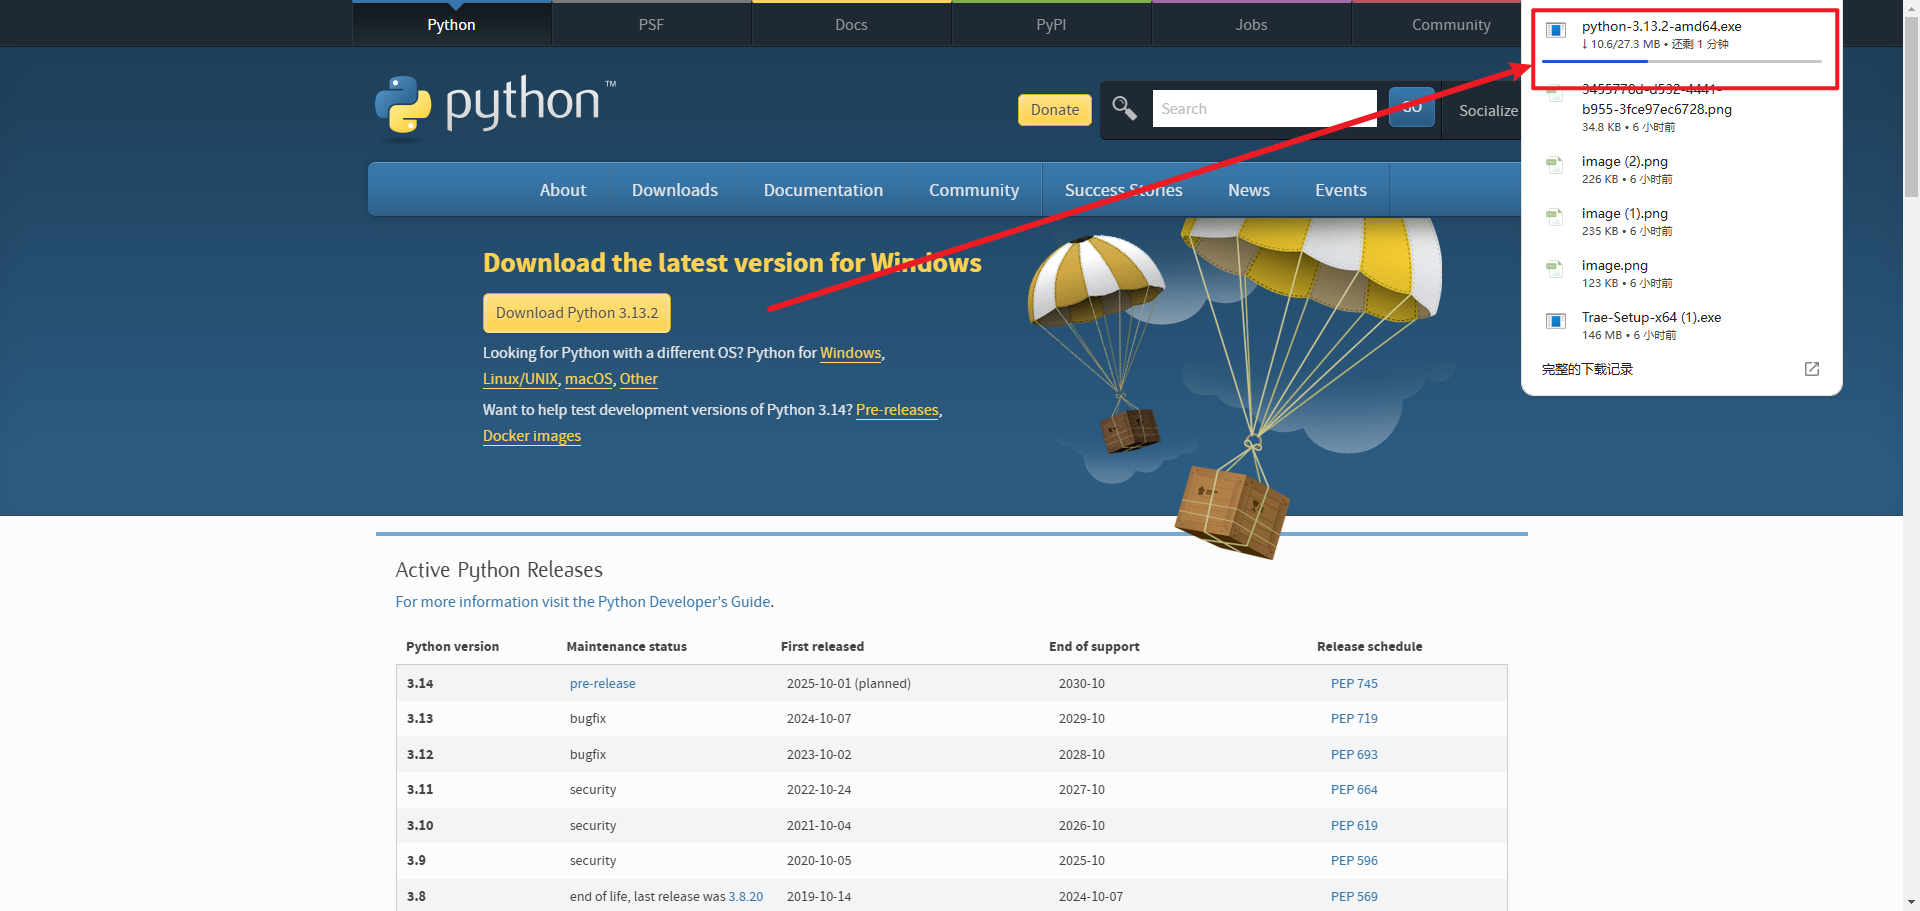 Python
PSF
Docs
PyPI
Jobs
Community
python™
Donate
Search
GO
Socialize
About
Downloads
Documentation
Community
Success Stories
News
Events
Download the latest version for Windows
Download Python 3.13.2
Looking for Python with a different OS? Python for Windows,
Linux/UNIX, macOS, Other
Want to help test development versions of Python 3.14? Pre-releases,
Docker images
python-3.13.2-amd64.exe
↓ 10.6/27.3 MB • 还剩 1 分钟
3455778d-d532-4441-
b955-3fce97ec6728.png
34.8 KB • 6 小时前
image (2).png
226 KB • 6 小时前
image (1).png
235 KB • 6 小时前
image.png
123 KB • 6 小时前
Trae-Setup-x64 (1).exe
146 MB • 6 小时前
完整的下载记录
Active Python Releases
For more information visit the Python Developer's Guide.
Python version Maintenance status First released End of support Release schedule
3.14 pre-release 2025-10-01 (planned) 2030-10 PEP 745
3.13 bugfix 2024-10-07 2029-10 PEP 719
3.12 bugfix 2023-10-02 2028-10 PEP 693
3.11 security 2022-10-24 2027-10 PEP 664
3.10 security 2021-10-04 2026-10 PEP 619
3.9 security 2020-10-05 2025-10 PEP 596
3.8 end of life, last release was 3.8.20 2019-10-14 2024-10-07 PEP 569